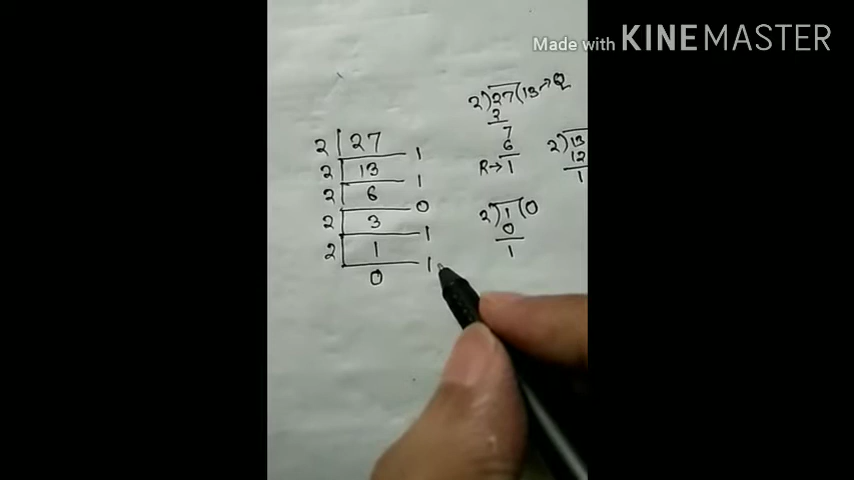 Made with KINEMASTER
2 | 27
2 | 13 1
2 | 6 1
2 | 3 0
2 | 1 1
0 1
2)27(13→Q
2
7
6
R→1
2)13
12
1
2)1(0
0
1